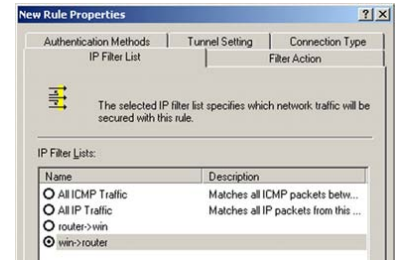 New Rule Properties
Authentication Methods Tunnel Setting Connection Type
IP Filter List Filter Action
The selected IP filter list specifies which network traffic will be
secured with this rule.
IP Filter Lists:
Name Description
All ICMP Traffic Matches all ICMP packets betw...
All IP Traffic Matches all IP packets from this ...
router->win
win->router